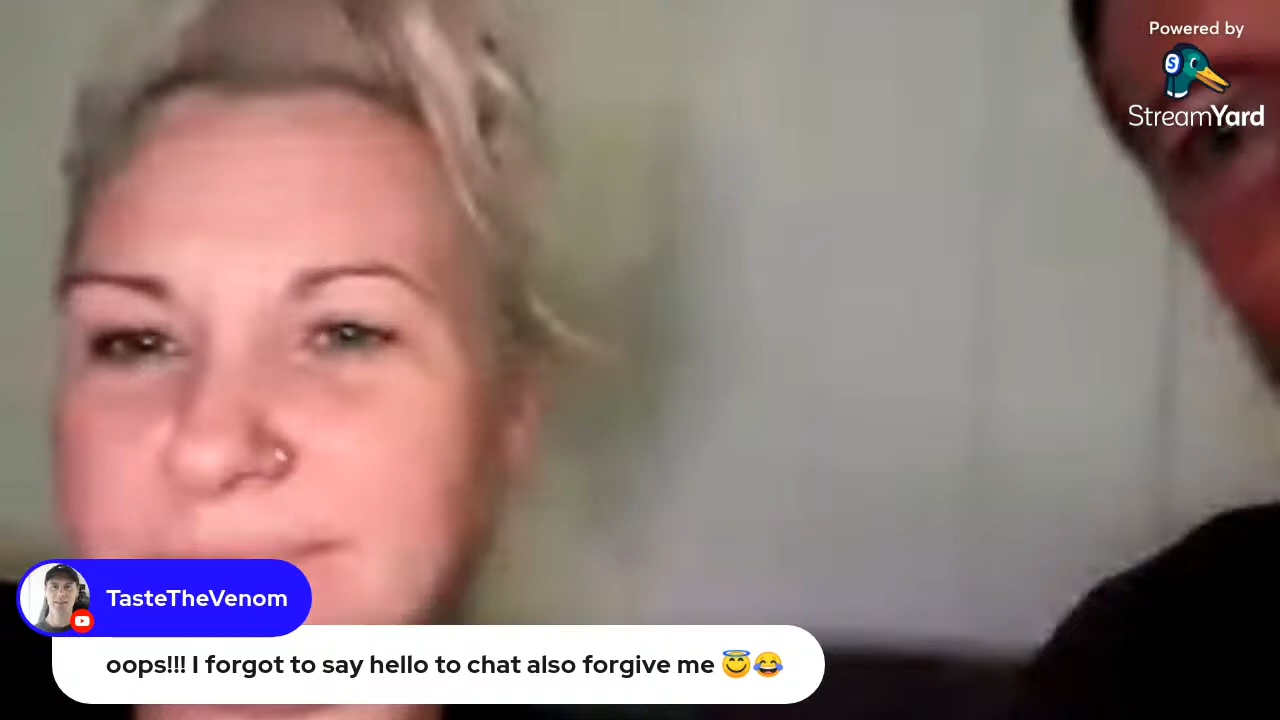 Powered by
StreamYard
TasteTheVenom
oops!!! I forgot to say hello to chat also forgive me 😇😂